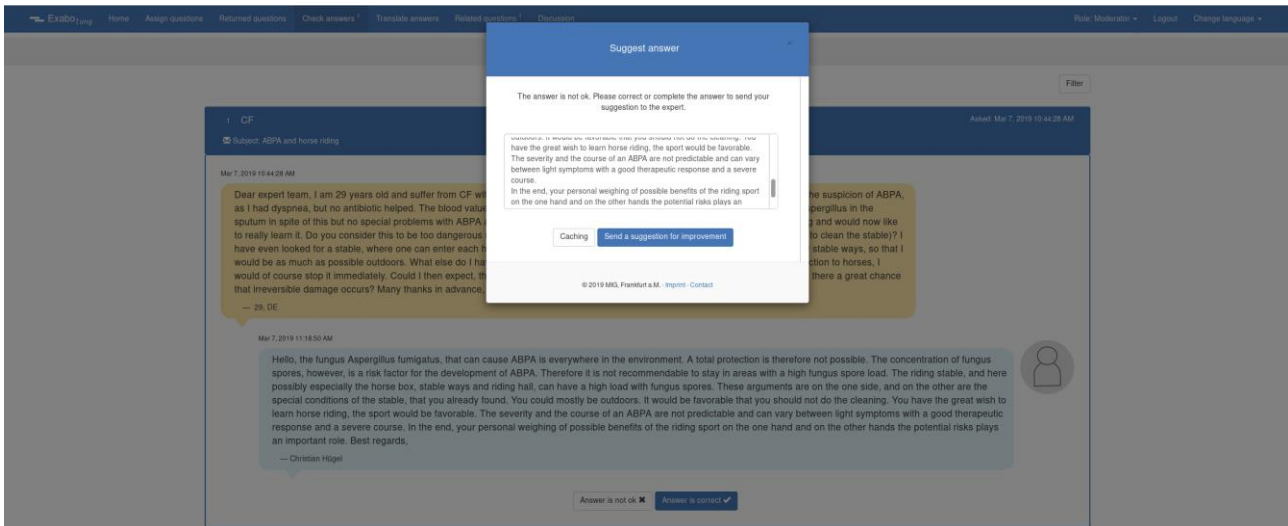 Exabo Lung Home Assign questions Returned questions Check answers 1 Translate answers Related questions 1 Discussion Role: Moderator Logout Change language
Suggest answer
×
The answer is not ok. Please correct or complete the answer to send your
suggestion to the expert.
outdoors. It would be favorable that you should not do the cleaning. You
have the great wish to learn horse riding, the sport would be favorable.
The severity and the course of an ABPA are not predictable and can vary
between light symptoms with a good therapeutic response and a severe
course.
In the end, your personal weighing of possible benefits of the riding sport
on the one hand and on the other hands the potential risks plays an
Caching Send a suggestion for improvement
© 2019 MIG, Frankfurt a.M. - Imprint - Contact
Filter
1 CF Asked: Mar 7, 2019 10:44:28 AM
Subject: ABPA and horse riding
Mar 7, 2019 10:44:28 AM
Dear expert team, I am 29 years old and suffer from CF wi he suspicion of ABPA,
as I had dyspnea, but no antibiotic helped. The blood value pergillus in the
sputum in spite of this but no special problems with ABPA g and would now like
to really learn it. Do you consider this to be too dangerous to clean the stable)? I
have even looked for a stable, where one can enter each h stable ways, so that I
would be as much as possible outdoors. What else do I ha ction to horses, I
would of course stop it immediately. Could I then expect, th there a great chance
that irreversible damage occurs? Many thanks in advance,
— 29, DE
Mar 7, 2019 11:18:50 AM
Hello, the fungus Aspergillus fumigatus, that can cause ABPA is everywhere in the environment. A total protection is therefore not possible. The concentration of fungus
spores, however, is a risk factor for the development of ABPA. Therefore it is not recommendable to stay in areas with a high fungus spore load. The riding stable, and here
possibly especially the horse box, stable ways and riding hall, can have a high load with fungus spores. These arguments are on the one side, and on the other are the
special conditions of the stable, that you already found. You could mostly be outdoors. It would be favorable that you should not do the cleaning. You have the great wish to
learn horse riding, the sport would be favorable. The severity and the course of an ABPA are not predictable and can vary between light symptoms with a good therapeutic
response and a severe course. In the end, your personal weighing of possible benefits of the riding sport on the one hand and on the other hands the potential risks plays
an important role. Best regards,
— Christian Hügel
Answer is not ok ✖ Answer is correct ✔